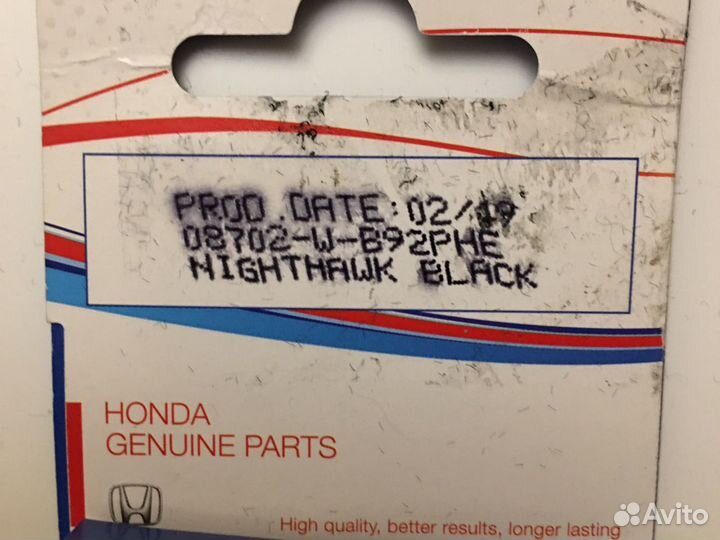 PROD.DATE:02/19
08702-W-B92PHE
NIGHTHAWK BLACK
HONDA
GENUINE PARTS
High quality, better results, longer lasting
Avito